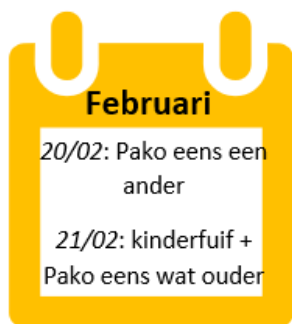 Februari
20/02: Pako eens een
ander
21/02: kinderfuif +
Pako eens wat ouder